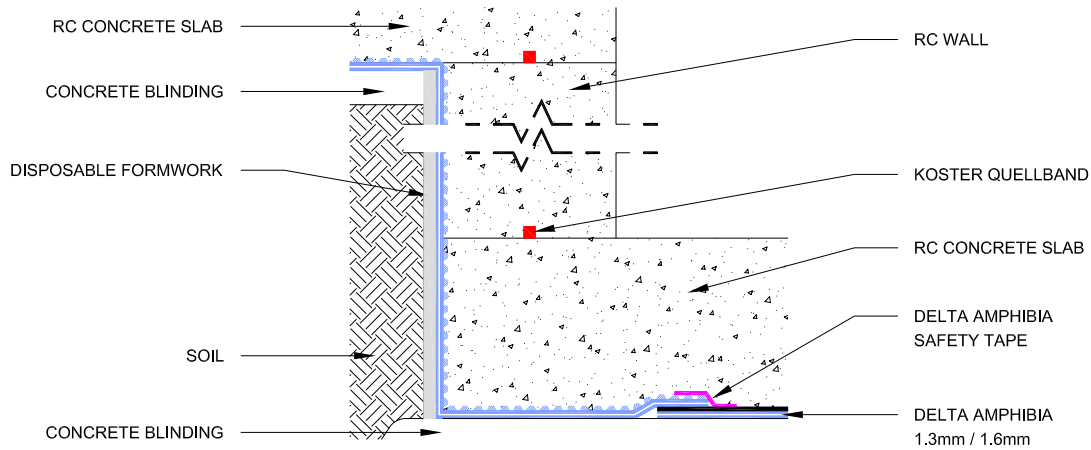 RC CONCRETE SLAB
CONCRETE BLINDING
DISPOSABLE FORMWORK
SOIL
CONCRETE BLINDING
RC WALL
KOSTER QUELLBAND
RC CONCRETE SLAB
DELTA AMPHIBIA
SAFETY TAPE
DELTA AMPHIBIA
1.3mm / 1.6mm